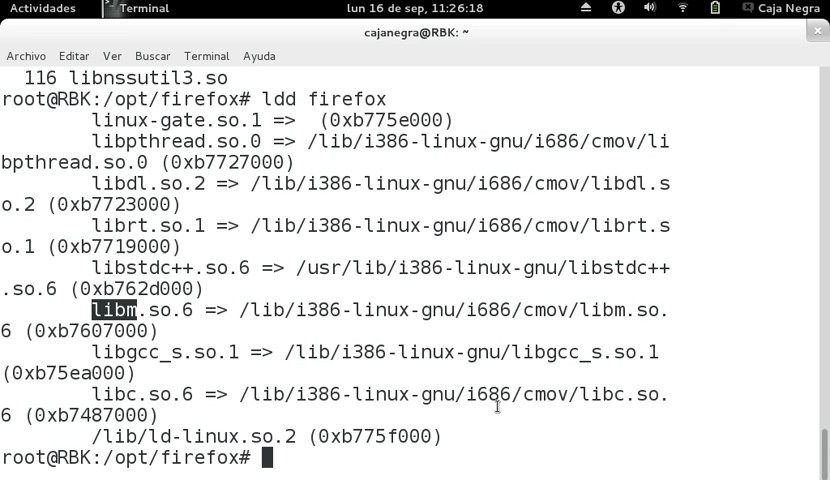 Actividades Terminal lun 16 de sep, 11:26:18 Caja Negra
cajanegra@RBK: ~ ×
Archivo Editar Ver Buscar Terminal Ayuda
116 libnssutil3.so
root@RBK:/opt/firefox# ldd firefox
linux-gate.so.1 =>  (0xb775e000)
libpthread.so.0 => /lib/i386-linux-gnu/i686/cmov/li
bpthread.so.0 (0xb7727000)
libdl.so.2 => /lib/i386-linux-gnu/i686/cmov/libdl.s
o.2 (0xb7723000)
librt.so.1 => /lib/i386-linux-gnu/i686/cmov/librt.s
o.1 (0xb7719000)
libstdc++.so.6 => /usr/lib/i386-linux-gnu/libstdc++
.so.6 (0xb762d000)
libm.so.6 => /lib/i386-linux-gnu/i686/cmov/libm.so.
6 (0xb7607000)
libgcc_s.so.1 => /lib/i386-linux-gnu/libgcc_s.so.1
(0xb75ea000)
libc.so.6 => /lib/i386-linux-gnu/i686/cmov/libc.so.
6 (0xb7487000)
/lib/ld-linux.so.2 (0xb775f000)
root@RBK:/opt/firefox#